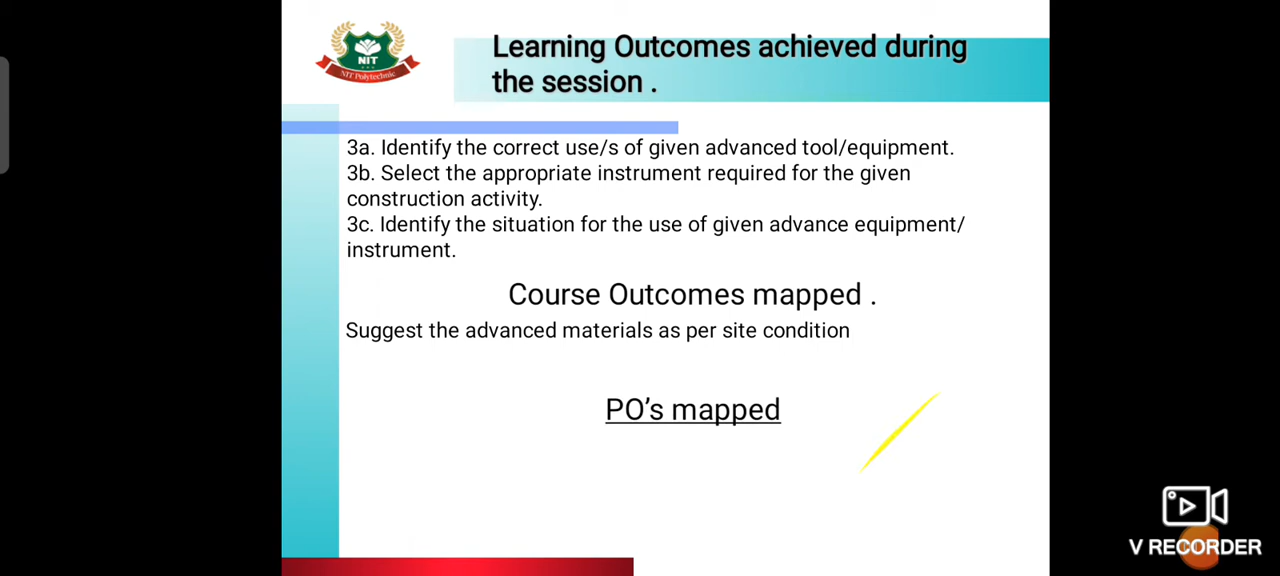 NIT
NIT Polytechnic
Learning Outcomes achieved during
the session .
3a. Identify the correct use/s of given advanced tool/equipment.
3b. Select the appropriate instrument required for the given
construction activity.
3c. Identify the situation for the use of given advance equipment/
instrument.
Course Outcomes mapped .
Suggest the advanced materials as per site condition
PO’s mapped
V RECORDER